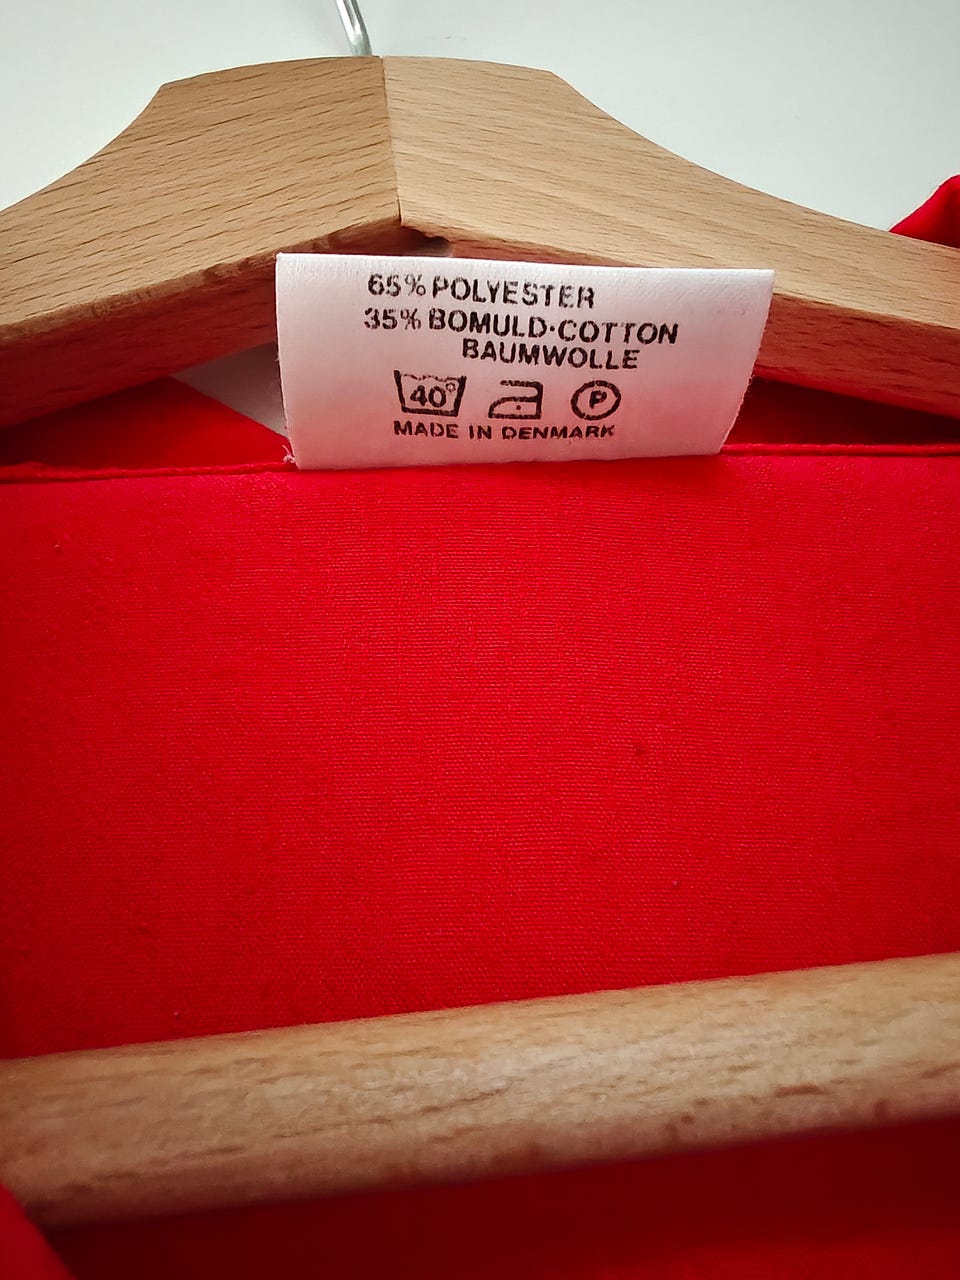 65% POLYESTER
35% BOMULD·COTTON
BAUMWOLLE
40° P
MADE IN DENMARK